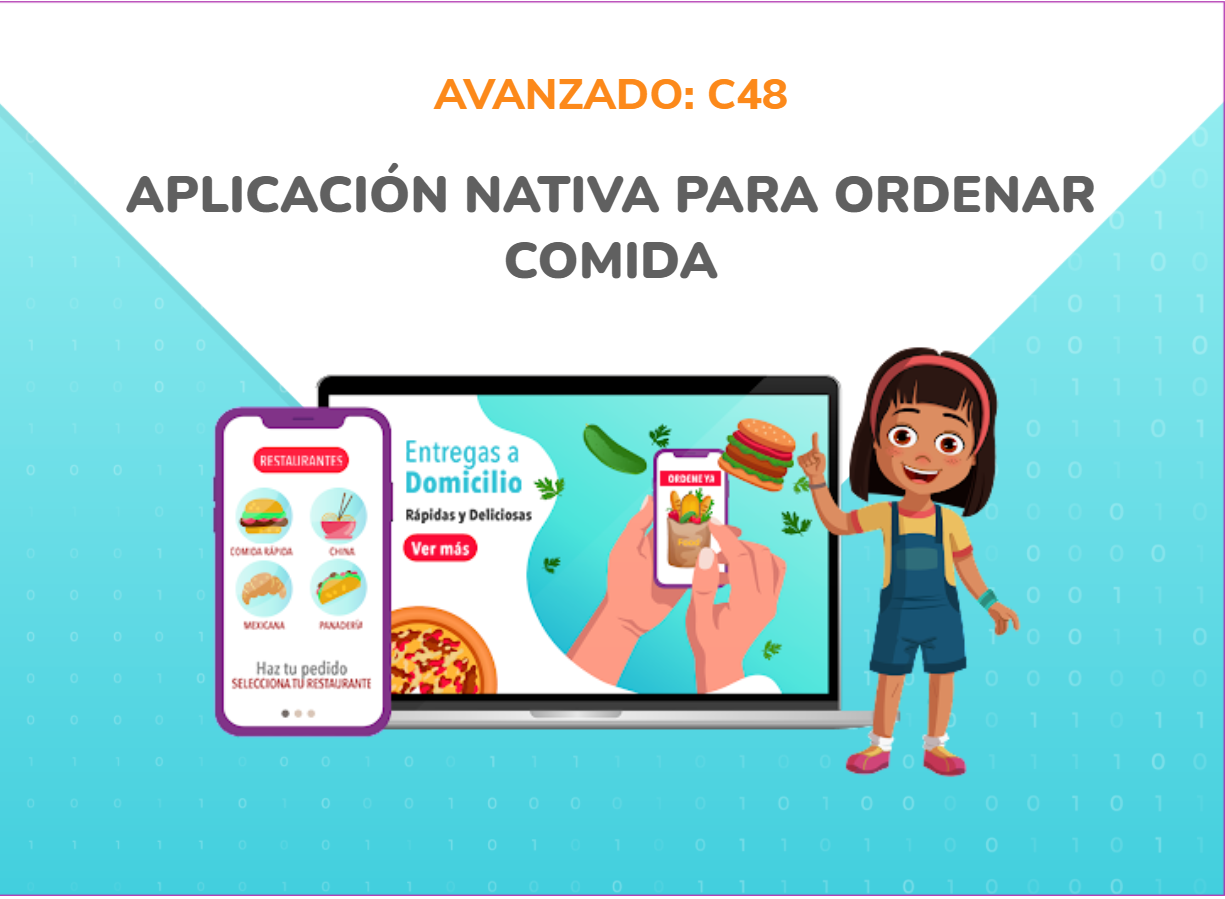 AVANZADO: C48
APLICACIÓN NATIVA PARA ORDENAR
COMIDA
RESTAURANTES
COMIDA RÁPIDA
CHINA
MEXICANA
PANADERÍA
Haz tu pedido
SELECCIONA TU RESTAURANTE
Entregas a
Domicilio
Rápidas y Deliciosas
Ver más
ORDENE YA
Food